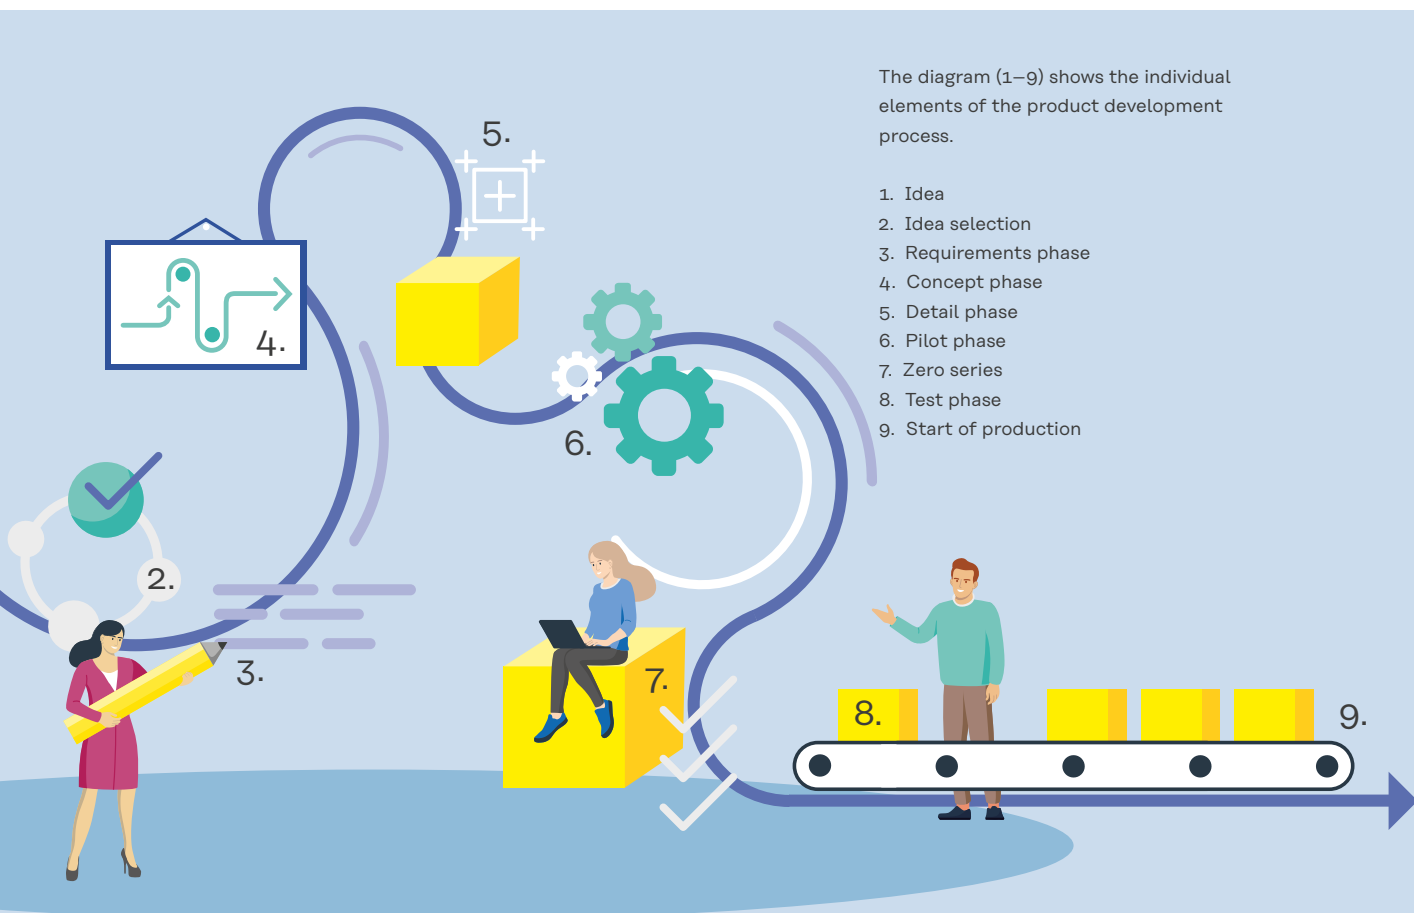 The diagram (1–9) shows the individual
elements of the product development
process.
1. Idea
2. Idea selection
3. Requirements phase
4. Concept phase
5. Detail phase
6. Pilot phase
7. Zero series
8. Test phase
9. Start of production
5.
4.
6.
2.
3.
7.
8.
9.